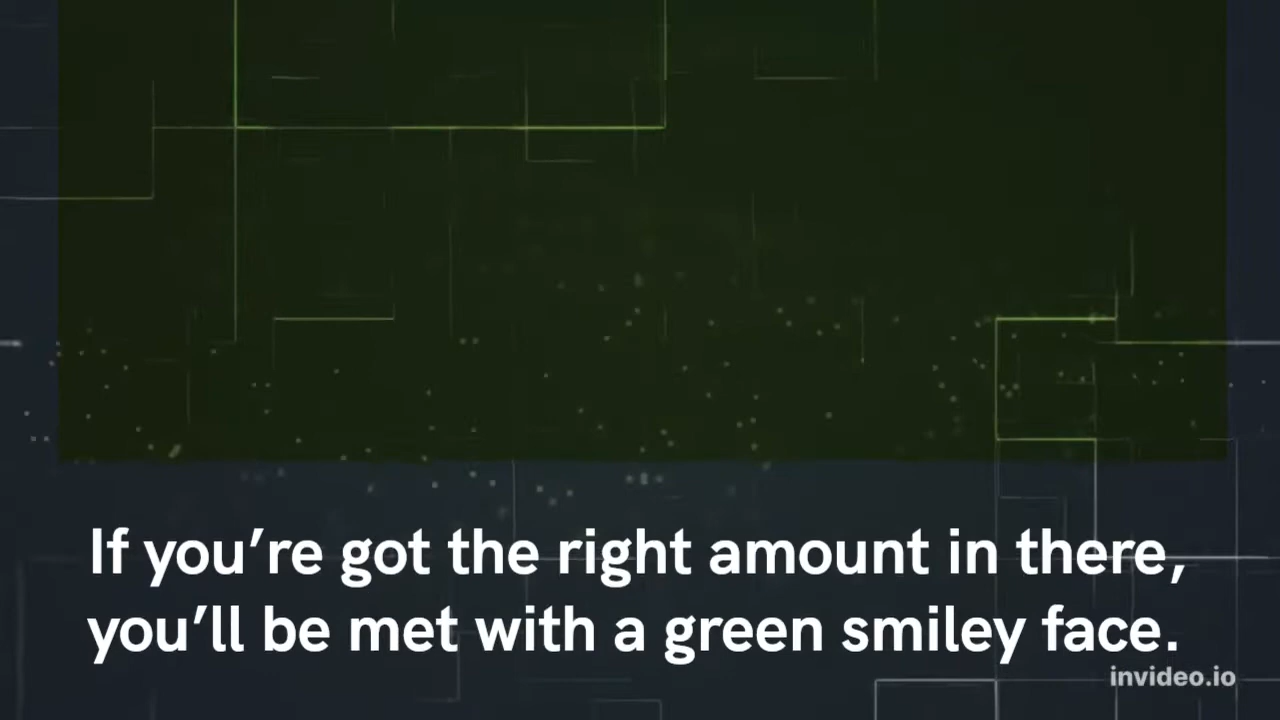 If you’re got the right amount in there,
you’ll be met with a green smiley face.
invideo.io